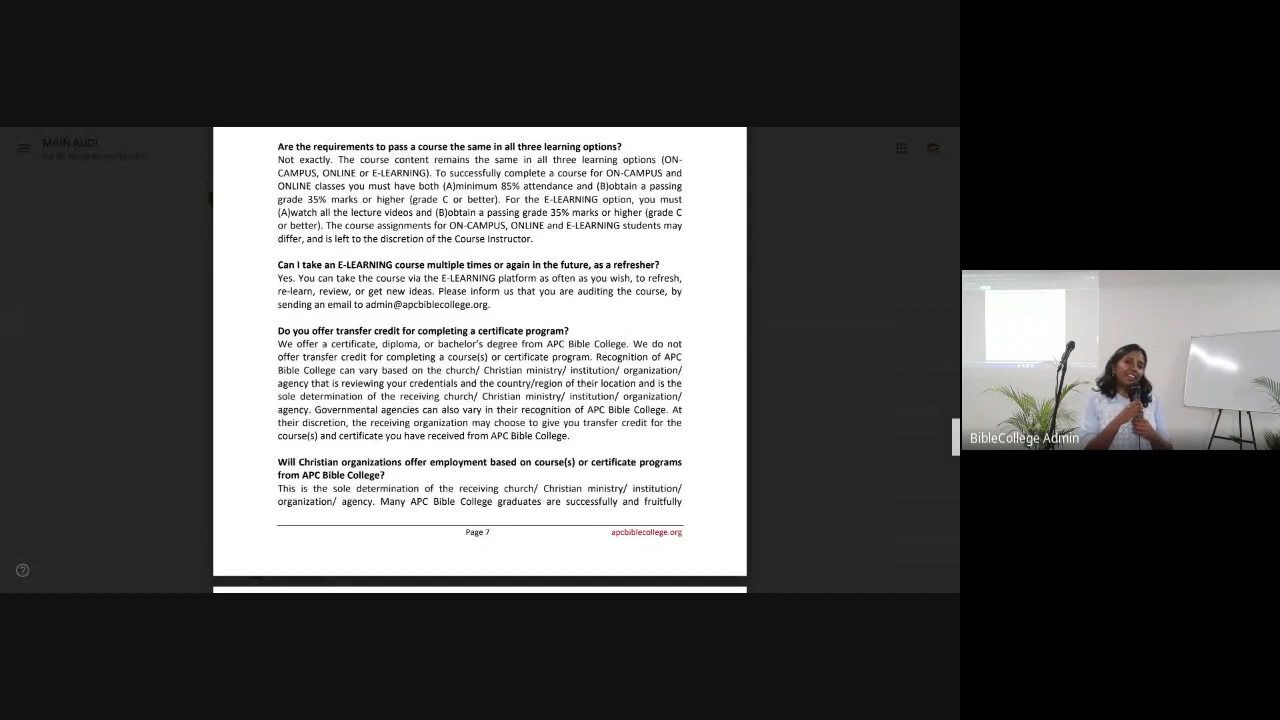 MAIN AUDI
Are the requirements to pass a course the same in all three learning options?
Not exactly. The course content remains the same in all three learning options (ON-
CAMPUS, ONLINE or E-LEARNING). To successfully complete a course for ON-CAMPUS and
ONLINE classes you must have both (A)minimum 85% attendance and (B)obtain a passing
grade 35% marks or higher (grade C or better). For the E-LEARNING option, you must
(A)watch all the lecture videos and (B)obtain a passing grade 35% marks or higher (grade C
or better). The course assignments for ON-CAMPUS, ONLINE and E-LEARNING students may
differ, and is left to the discretion of the Course Instructor.
Can I take an E-LEARNING course multiple times or again in the future, as a refresher?
Yes. You can take the course via the E-LEARNING platform as often as you wish, to refresh,
re-learn, review, or get new ideas. Please inform us that you are auditing the course, by
sending an email to admin@apcbiblecollege.org.
Do you offer transfer credit for completing a certificate program?
We offer a certificate, diploma, or bachelor's degree from APC Bible College. We do not
offer transfer credit for completing a course(s) or certificate program. Recognition of APC
Bible College can vary based on the church/ Christian ministry/ institution/ organization/
agency that is reviewing your credentials and the country/region of their location and is the
sole determination of the receiving church/ Christian ministry/ institution/ organization/
agency. Governmental agencies can also vary in their recognition of APC Bible College. At
their discretion, the receiving organization may choose to give you transfer credit for the
course(s) and certificate you have received from APC Bible College.
Will Christian organizations offer employment based on course(s) or certificate programs
from APC Bible College?
This is the sole determination of the receiving church/ Christian ministry/ institution/
organization/ agency. Many APC Bible College graduates are successfully and fruitfully
Page 7
apcbiblecollege.org
BibleCollege Admin